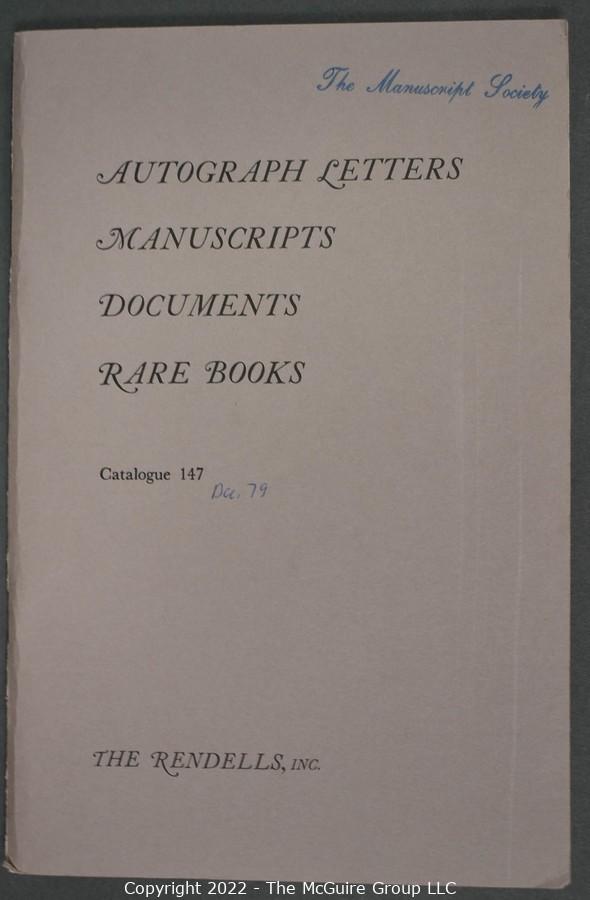 The Manuscript Society
AUTOGRAPH LETTERS
MANUSCRIPTS
DOCUMENTS
RARE BOOKS
Catalogue 147
Dec. 79
THE RENDELLS, INC.
Copyright 2022 - The McGuire Group LLC